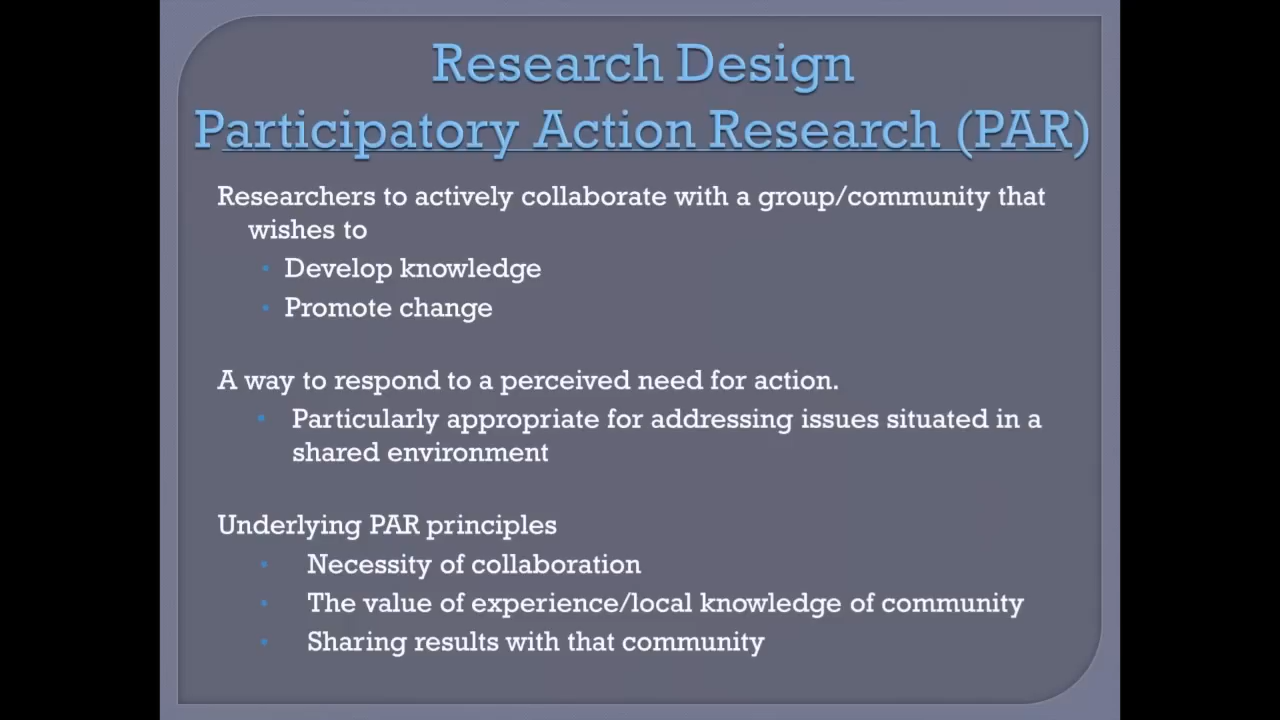 Research Design
Participatory Action Research (PAR)
Researchers to actively collaborate with a group/community that
wishes to
• Develop knowledge
• Promote change
A way to respond to a perceived need for action.
• Particularly appropriate for addressing issues situated in a
shared environment
Underlying PAR principles
• Necessity of collaboration
• The value of experience/local knowledge of community
• Sharing results with that community